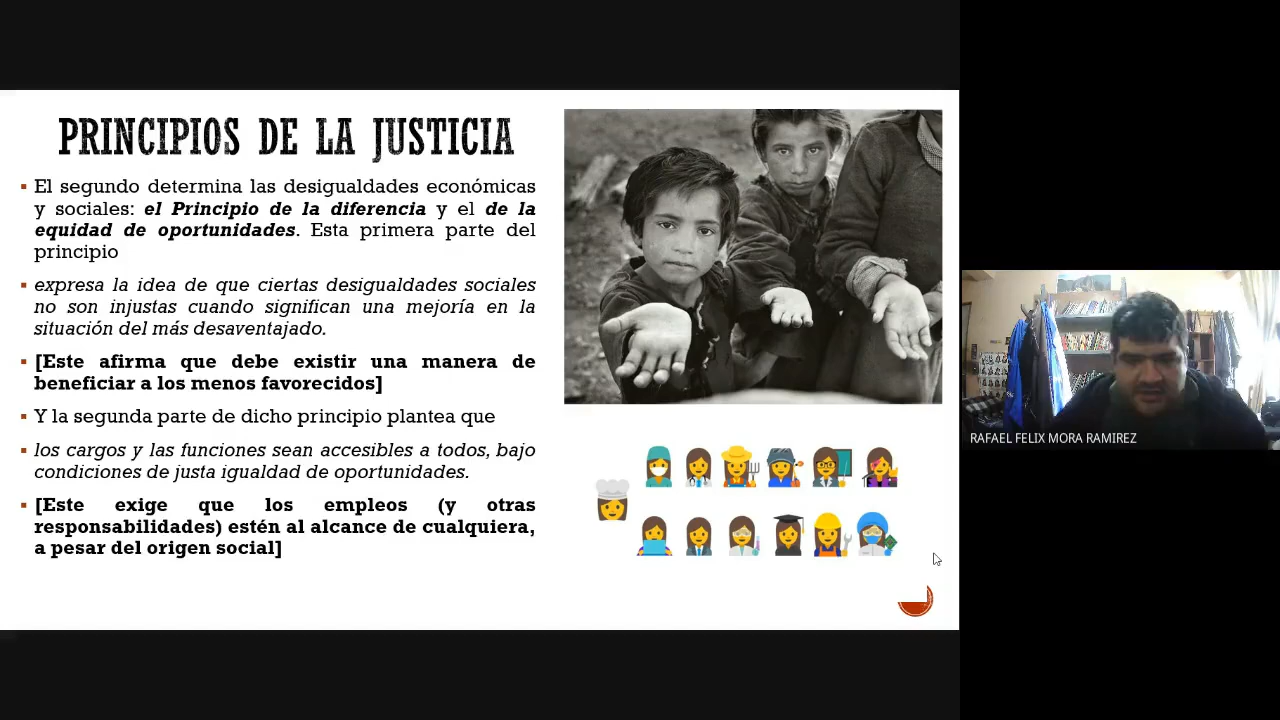 PRINCIPIOS DE LA JUSTICIA
▪ El segundo determina las desigualdades económicas
y sociales: el Principio de la diferencia y el de la
equidad de oportunidades. Esta primera parte del
principio
▪ expresa la idea de que ciertas desigualdades sociales
no son injustas cuando significan una mejoría en la
situación del más desaventajado.
▪ [Este afirma que debe existir una manera de
beneficiar a los menos favorecidos]
▪ Y la segunda parte de dicho principio plantea que
▪ los cargos y las funciones sean accesibles a todos, bajo
condiciones de justa igualdad de oportunidades.
▪ [Este exige que los empleos (y otras
responsabilidades) estén al alcance de cualquiera,
a pesar del origen social]
RAFAEL FELIX MORA RAMIREZ